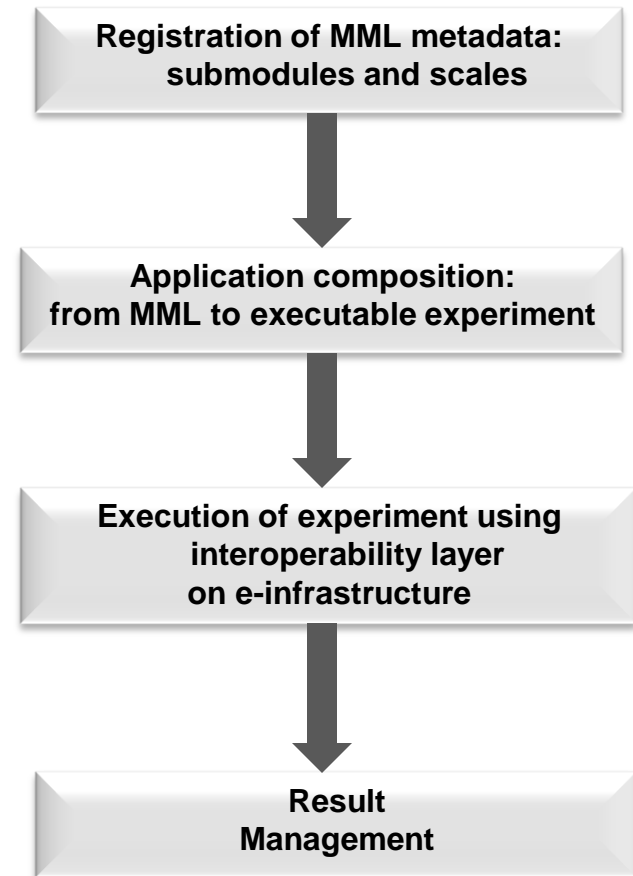 Registration of MML metadata:
submodules and scales
Application composition:
from MML to executable experiment
Execution of experiment using
interoperability layer
on e-infrastructure
Result
Management